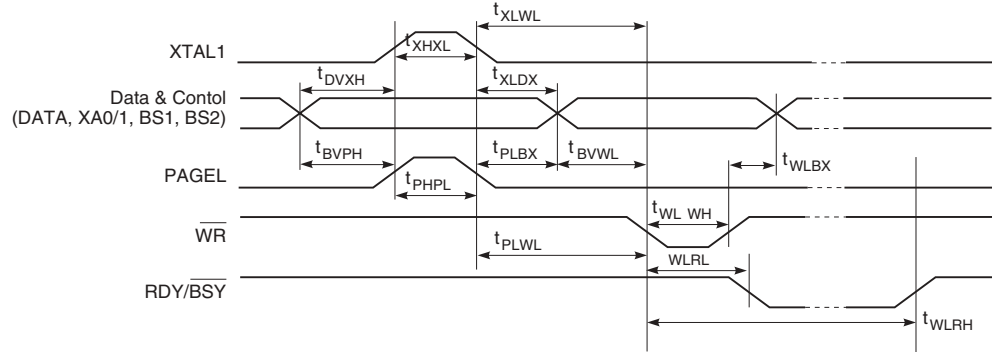 tXLWL
XTAL1
tXHXL
tDVXH
tXLDX
Data & Contol
(DATA, XA0/1, BS1, BS2)
tBVPH
tPLBX
tBVWL
tWLBX
PAGEL
tPHPL
tWL WH
WR
tPLWL
WLRL
RDY/BSY
tWLRH